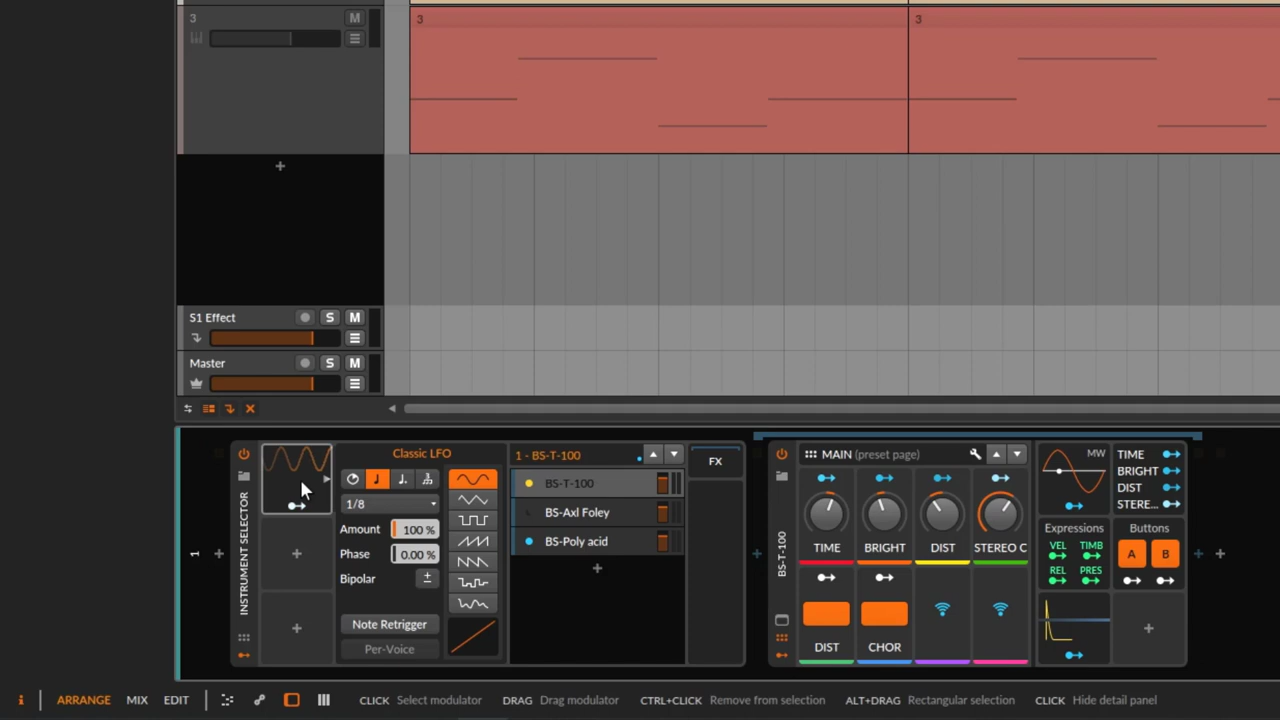 3 M
3 3
S1 Effect S M
Master S M
INSTRUMENT SELECTOR
1
Classic LFO
1/8
Amount 100 %
Phase 0.00 %
Bipolar ±
Note Retrigger
Per-Voice
1 - BS-T-100
BS-T-100
BS-Axl Foley
BS-Poly acid
FX
BS-T-100
MAIN (preset page)
TIME BRIGHT DIST STEREO C
DIST CHOR
MW
TIME
BRIGHT
DIST
STERE...
Expressions
VEL TIMB
REL PRES
Buttons
A B
i ARRANGE MIX EDIT CLICK Select modulator DRAG Drag modulator CTRL+CLICK Remove from selection ALT+DRAG Rectangular selection CLICK Hide detail panel